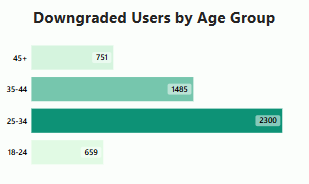 Downgraded Users by Age Group
45+ 751
35-44 1485
25-34 2300
18-24 659